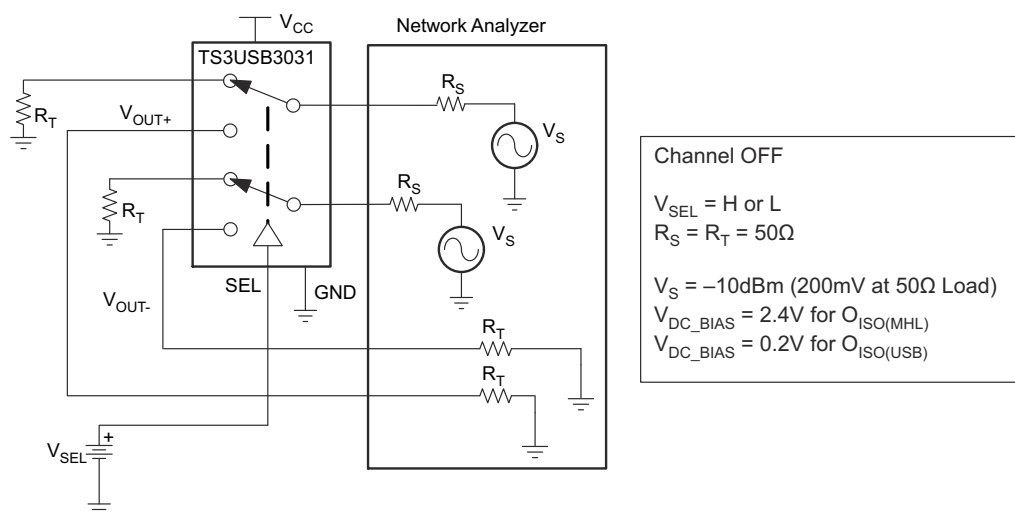 V_CC
Network Analyzer
TS3USB3031
R_S
R_T
V_OUT+
V_S
R_S
R_T
V_S
SEL
GND
V_OUT-
R_T
R_T
+
V_SEL
Channel OFF
V_SEL = H or L
R_S = R_T = 50Ω
V_S = –10dBm (200mV at 50Ω Load)
V_DC_BIAS = 2.4V for O_ISO(MHL)
V_DC_BIAS = 0.2V for O_ISO(USB)